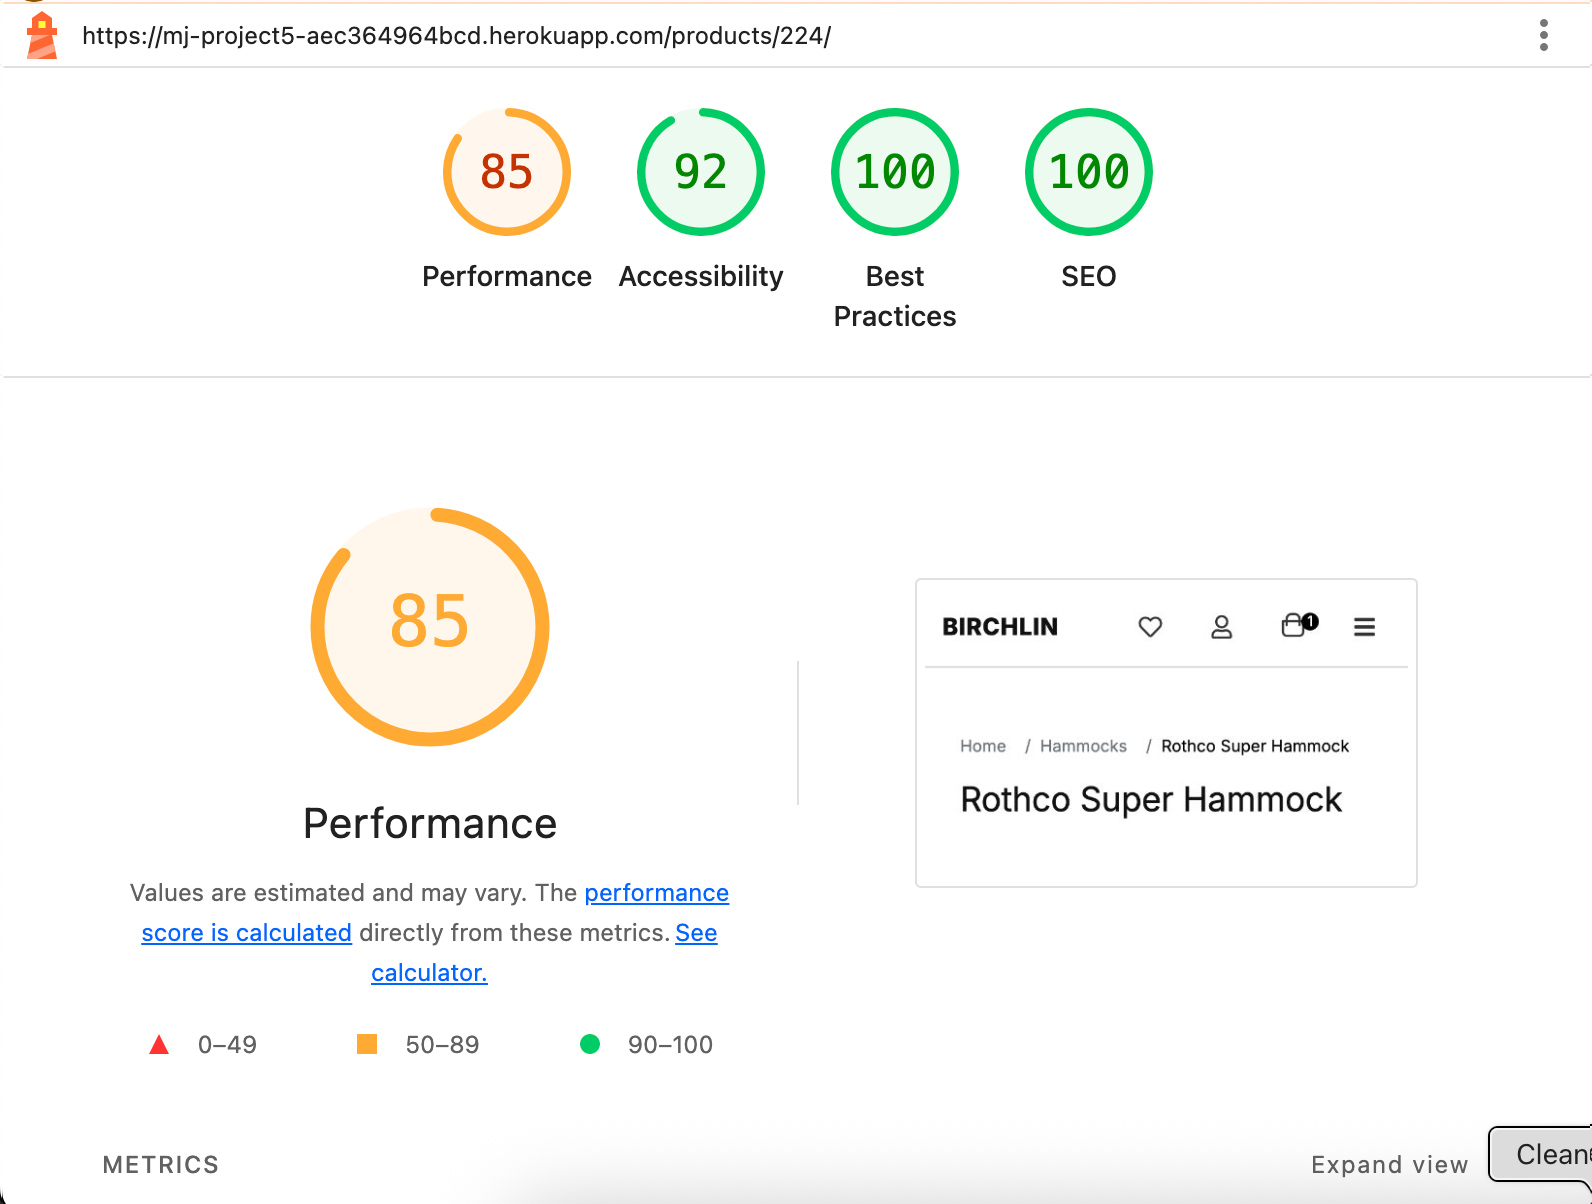 https://mj-project5-aec364964bcd.herokuapp.com/products/224/
85
92
100
100
Performance
Accessibility
Best
Practices
SEO
85
Performance
Values are estimated and may vary. The performance
score is calculated directly from these metrics. See
calculator.
0–49
50–89
90–100
BIRCHLIN
1
Home / Hammocks / Rothco Super Hammock
Rothco Super Hammock
METRICS
Expand view